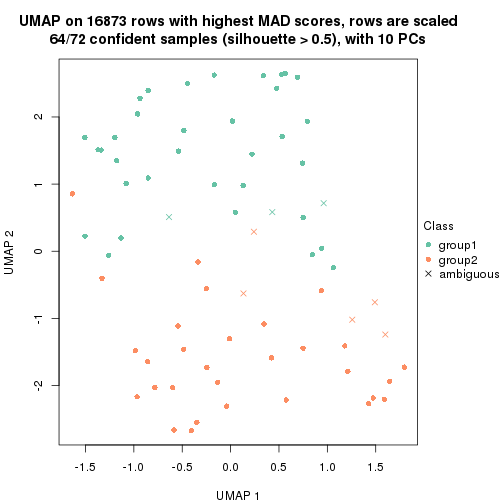 UMAP on 16873 rows with highest MAD scores, rows are scaled
64/72 confident samples (silhouette > 0.5), with 10 PCs
2
1
0
-1
-2
UMAP 2
-1.5 -1.0 -0.5 0.0 0.5 1.0 1.5
UMAP 1
Class
group1
group2
ambiguous